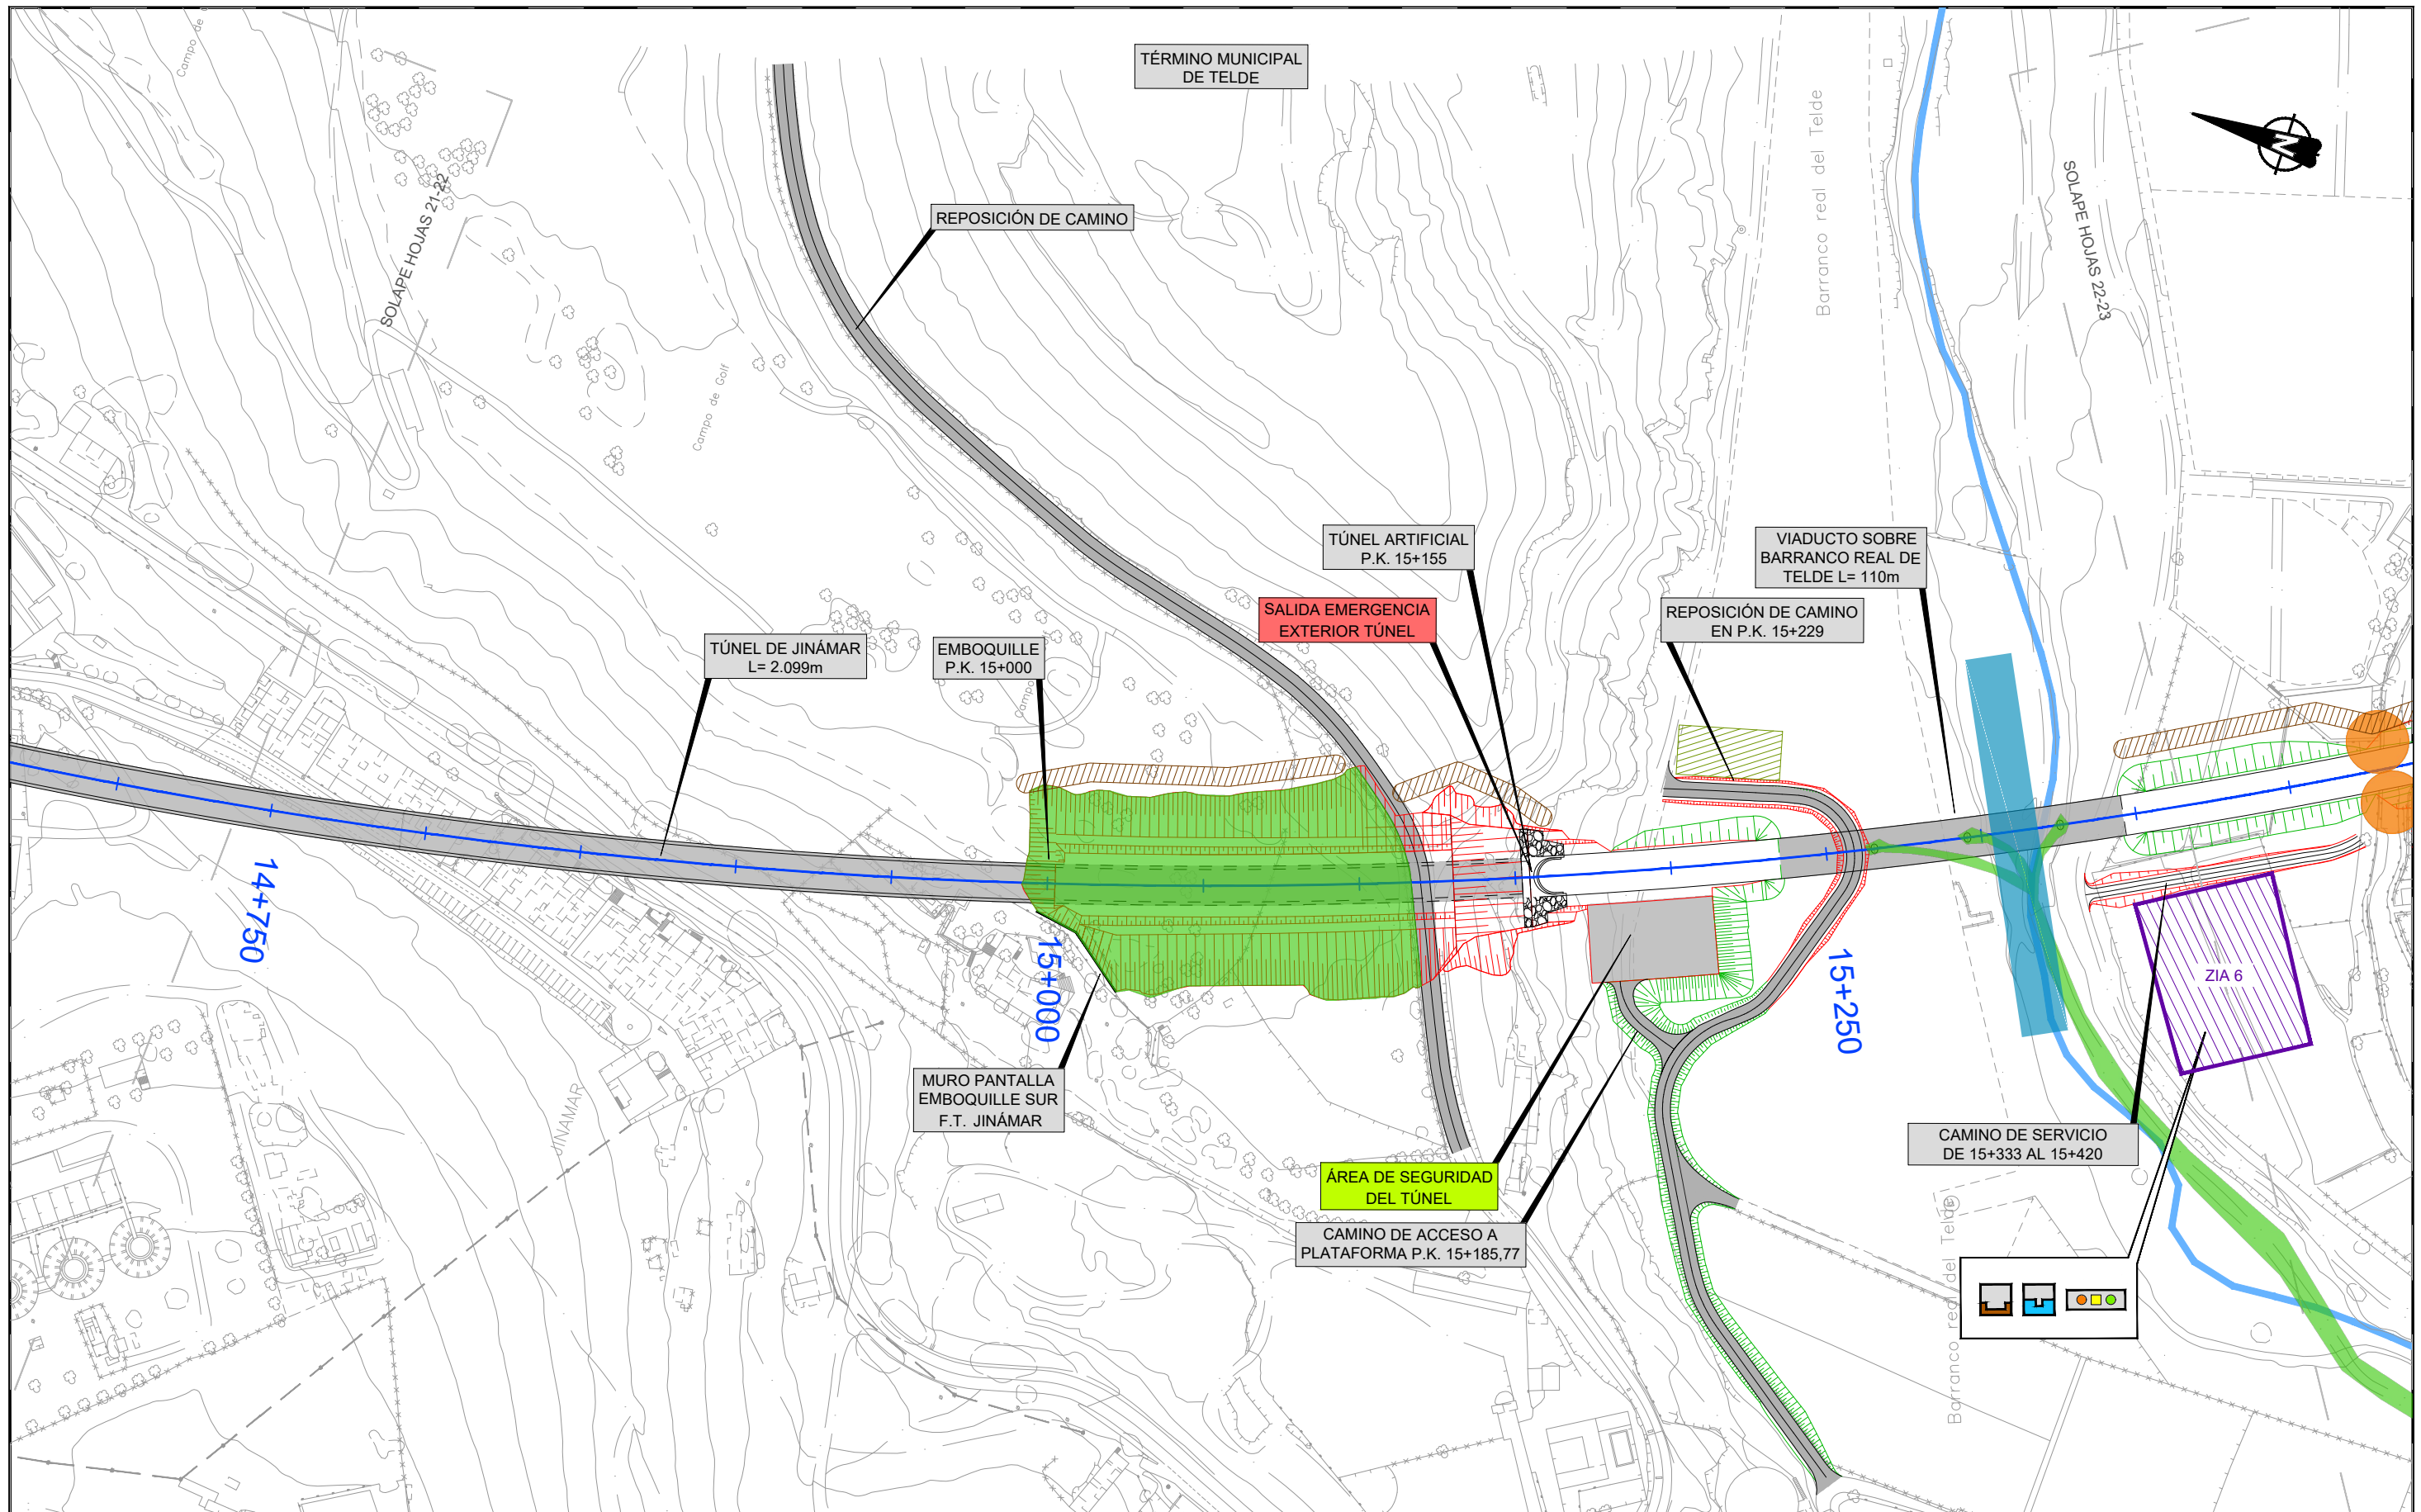 Campo de
TÉRMINO MUNICIPAL
DE TELDE
Barranco real del Telde
N
SOLAPE HOJAS 21-22
SOLAPE HOJAS 22-23
REPOSICIÓN DE CAMINO
Campo de Golf
TÚNEL ARTIFICIAL
P.K. 15+155
VIADUCTO SOBRE
BARRANCO REAL DE
TELDE L= 110m
SALIDA EMERGENCIA
EXTERIOR TÚNEL
REPOSICIÓN DE CAMINO
EN P.K. 15+229
TÚNEL DE JINÁMAR
L= 2.099m
EMBOQUILLE
P.K. 15+000
Campo
14+750
15+000
15+250
ZIA 6
MURO PANTALLA
EMBOQUILLE SUR
F.T. JINÁMAR
JINAMAR
CAMINO DE SERVICIO
DE 15+333 AL 15+420
ÁREA DE SEGURIDAD
DEL TÚNEL
CAMINO DE ACCESO A
PLATAFORMA P.K. 15+185,77
Barranco real del Telde